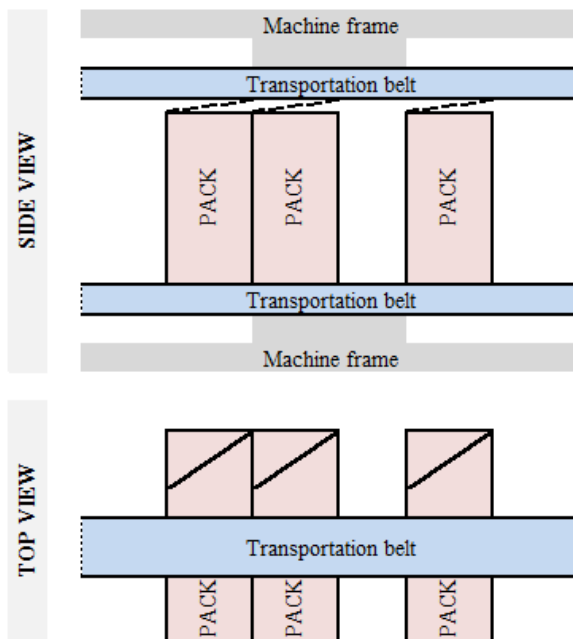 Machine frame
Transportation belt
SIDE VIEW
PACK
PACK
PACK
Transportation belt
Machine frame
TOP VIEW
Transportation belt
PACK
PACK
PACK